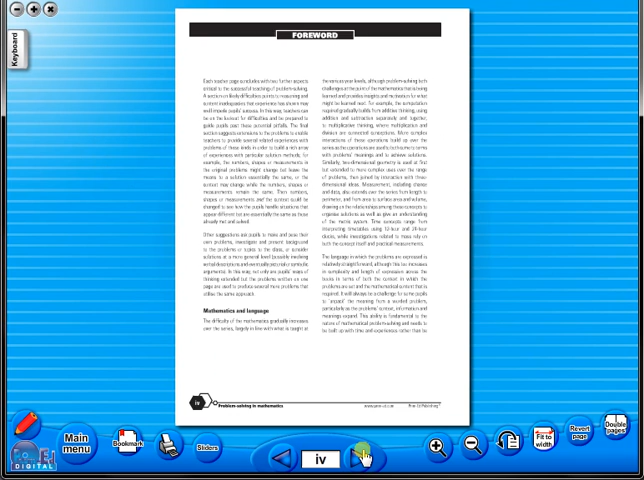 Keyboard
FOREWORD
Each teacher page concludes with two further aspects
critical to the successful teaching of problem-solving.
A section on likely difficulties points to reasoning and
content inadequacies that experience has shown may
well impede pupils' success. In this way, teachers can
be on the lookout for difficulties and be prepared to
guide pupils past these potential pitfalls. The final
section suggests extensions to the problems to enable
teachers to provide several related experiences with
problems of these kinds in order to build a rich array
of experiences with particular solution methods; for
example, the numbers, shapes or measurements in
the original problems might change but leave the
means to a solution essentially the same, or the
context may change while the numbers, shapes or
measurements remain the same. Then numbers,
shapes or measurements and the context could be
changed to see how the pupils handle situations that
appear different but are essentially the same as those
already met and solved.
Other suggestions ask pupils to make and pose their
own problems, investigate and present background
to the problems or topics to the class, or consider
solutions at a more general level (possibly involving
verbal descriptions and eventually pictorial or symbolic
arguments). In this way, not only are pupils' ways of
thinking extended but the problems written on one
page are used to produce several more problems that
utilise the same approach.
Mathematics and language
The difficulty of the mathematics gradually increases
over the series, largely in line with what is taught at
the various year levels, although problem-solving both
challenges at the point of the mathematics that is being
learned and provides insights and motivation for what
might be learned next. For example, the computation
required gradually builds from additive thinking, using
addition and subtraction separately and together,
to multiplicative thinking, where multiplication and
division are connected conceptions. More complex
interactions of these operations build up over the
series as the operations are used to both come to terms
with problems' meanings and to achieve solutions.
Similarly, two-dimensional geometry is used at first
but extended to more complex uses over the range
of problems, then joined by interaction with three-
dimensional ideas. Measurement, including chance
and data, also extends over the series from length to
perimeter, and from area to surface area and volume,
drawing on the relationships among these concepts to
organise solutions as well as give an understanding
of the metric system. Time concepts range from
interpreting timetables using 12-hour and 24-hour
clocks, while investigations related to mass rely on
both the concept itself and practical measurements.
The language in which the problems are expressed is
relatively straightforward, although this too increases
in complexity and length of expression across the
books in terms of both the context in which the
problems are set and the mathematical content that is
required. It will always be a challenge for some pupils
to 'unpack' the meaning from a worded problem,
particularly as the problems' context, information and
meanings expand. This ability is fundamental to the
nature of mathematical problem-solving and needs to
be built up with time and experiences rather than be
iv
Problem-solving in mathematics
Main
menu
Bookmark
Sliders
iv
Fit to
width
Revert
page
Double
pages
DIGITAL